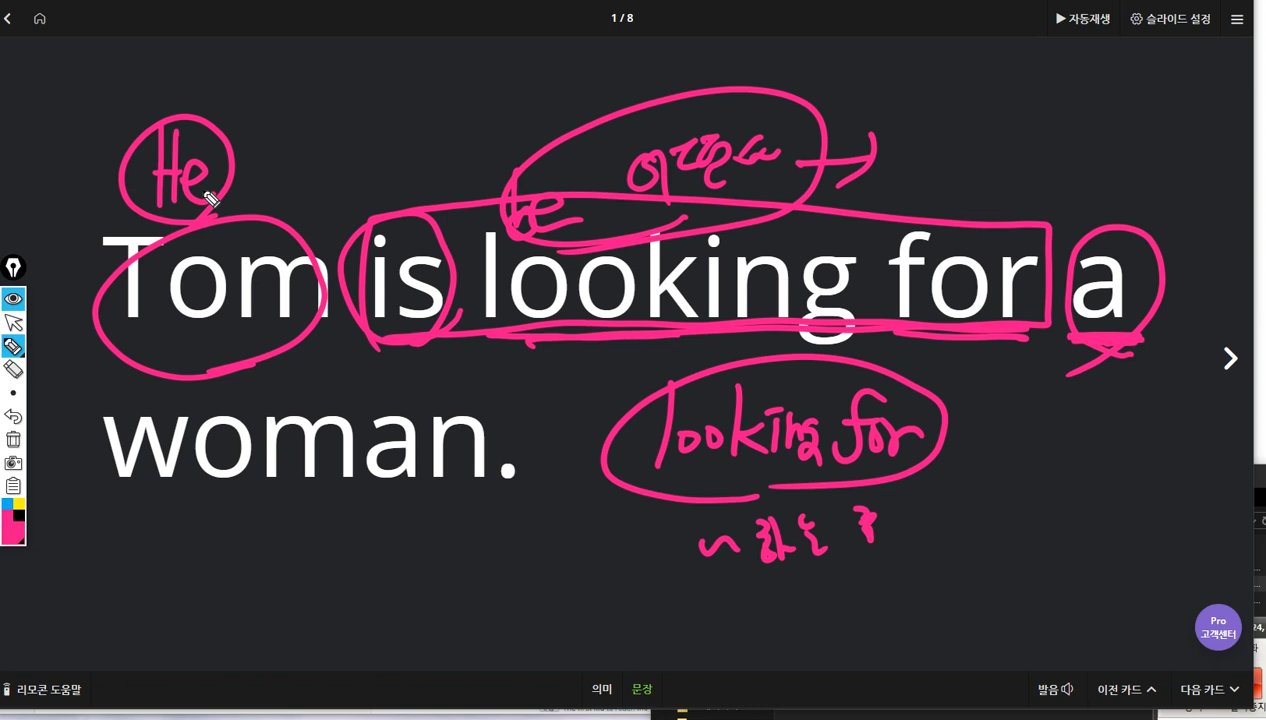 1 / 8
자동재생
슬라이드 설정
He
be
Tom is looking for a
woman.
looking for
~하는 중
Pro
고객센터
리모콘 도움말
의미
문장
발음
이전 카드
다음 카드